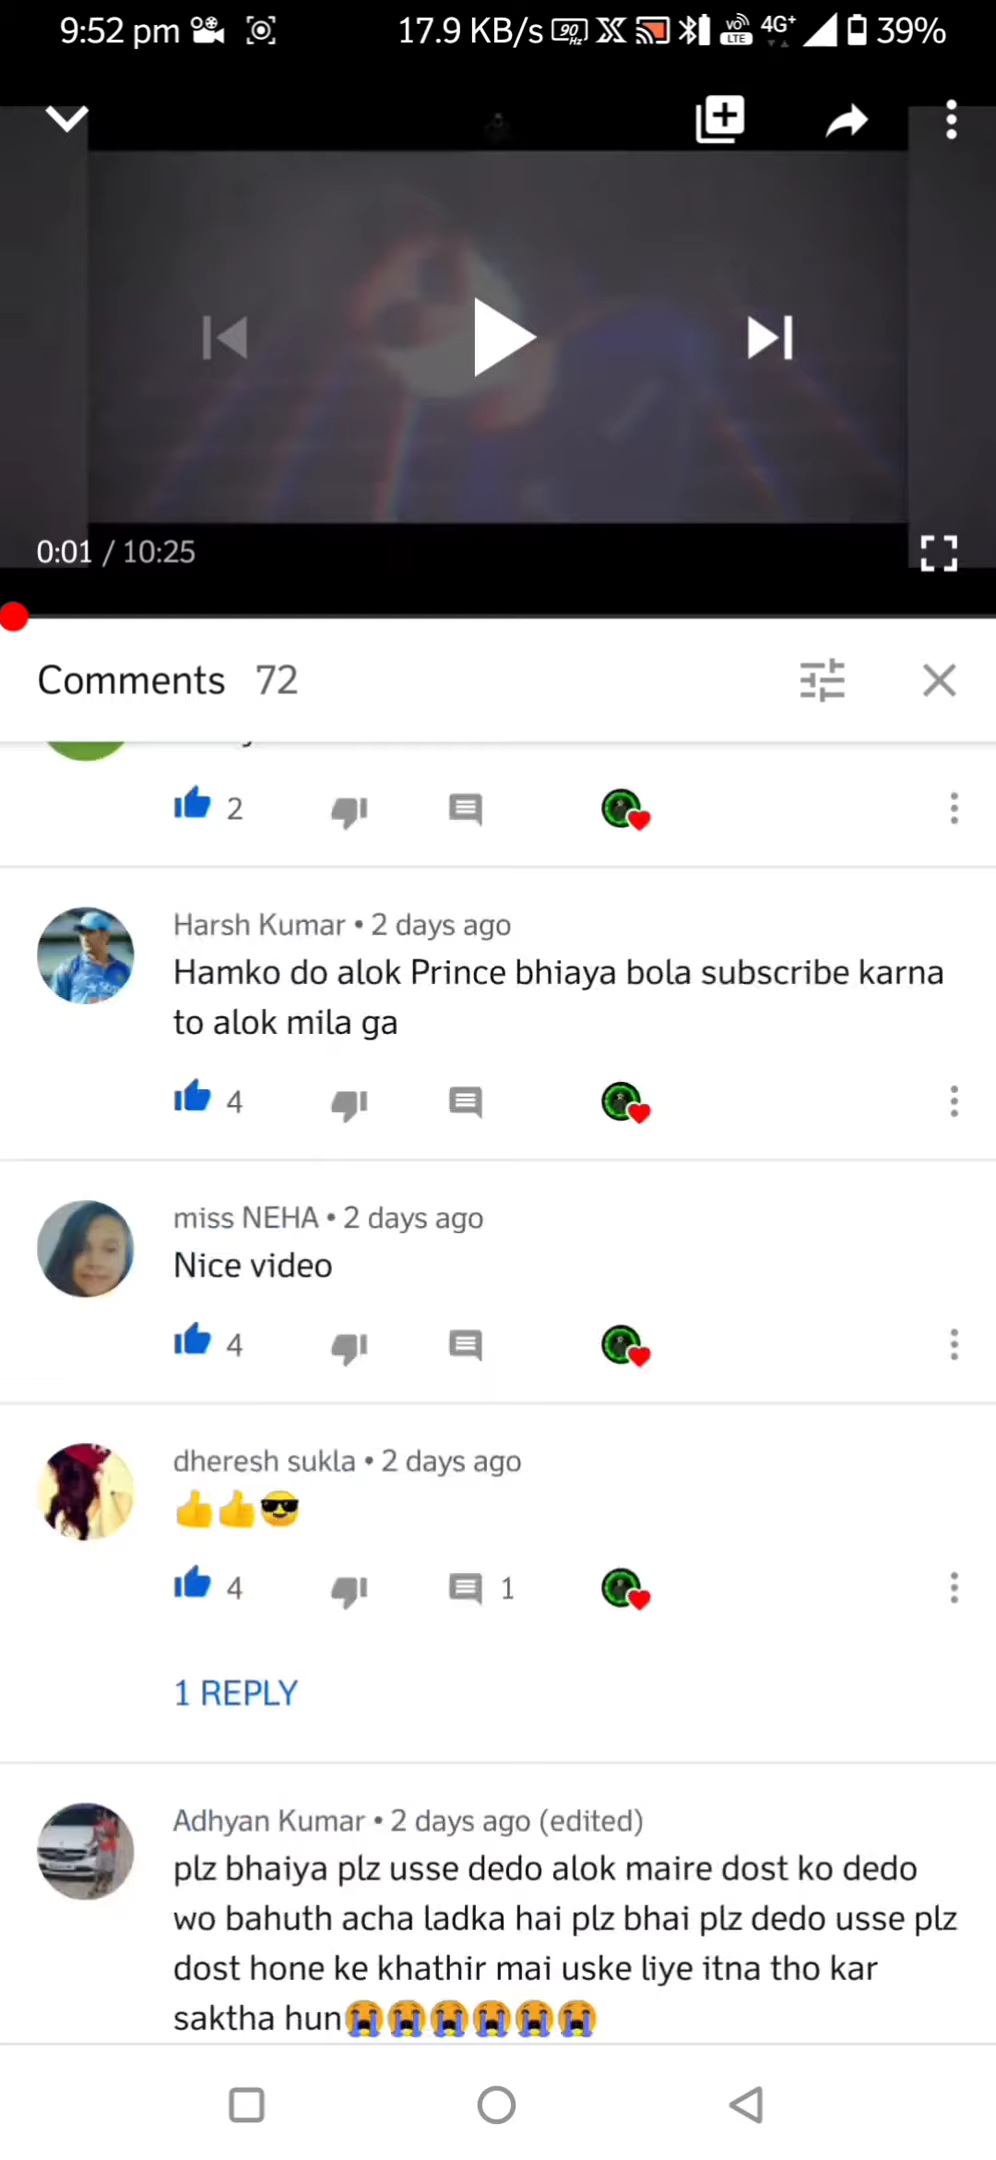 9:52 pm 17.9 KB/s 90 Hz VO LTE 4G+ 39%
0:01 / 10:25
Comments 72
2
Harsh Kumar • 2 days ago
Hamko do alok Prince bhiaya bola subscribe karna
to alok mila ga
4
miss NEHA • 2 days ago
Nice video
4
dheresh sukla • 2 days ago
👍👍😎
4 1
1 REPLY
Adhyan Kumar • 2 days ago (edited)
plz bhaiya plz usse dedo alok maire dost ko dedo
wo bahuth acha ladka hai plz bhai plz dedo usse plz
dost hone ke khathir mai uske liye itna tho kar
saktha hun😭😭😭😭😭😭